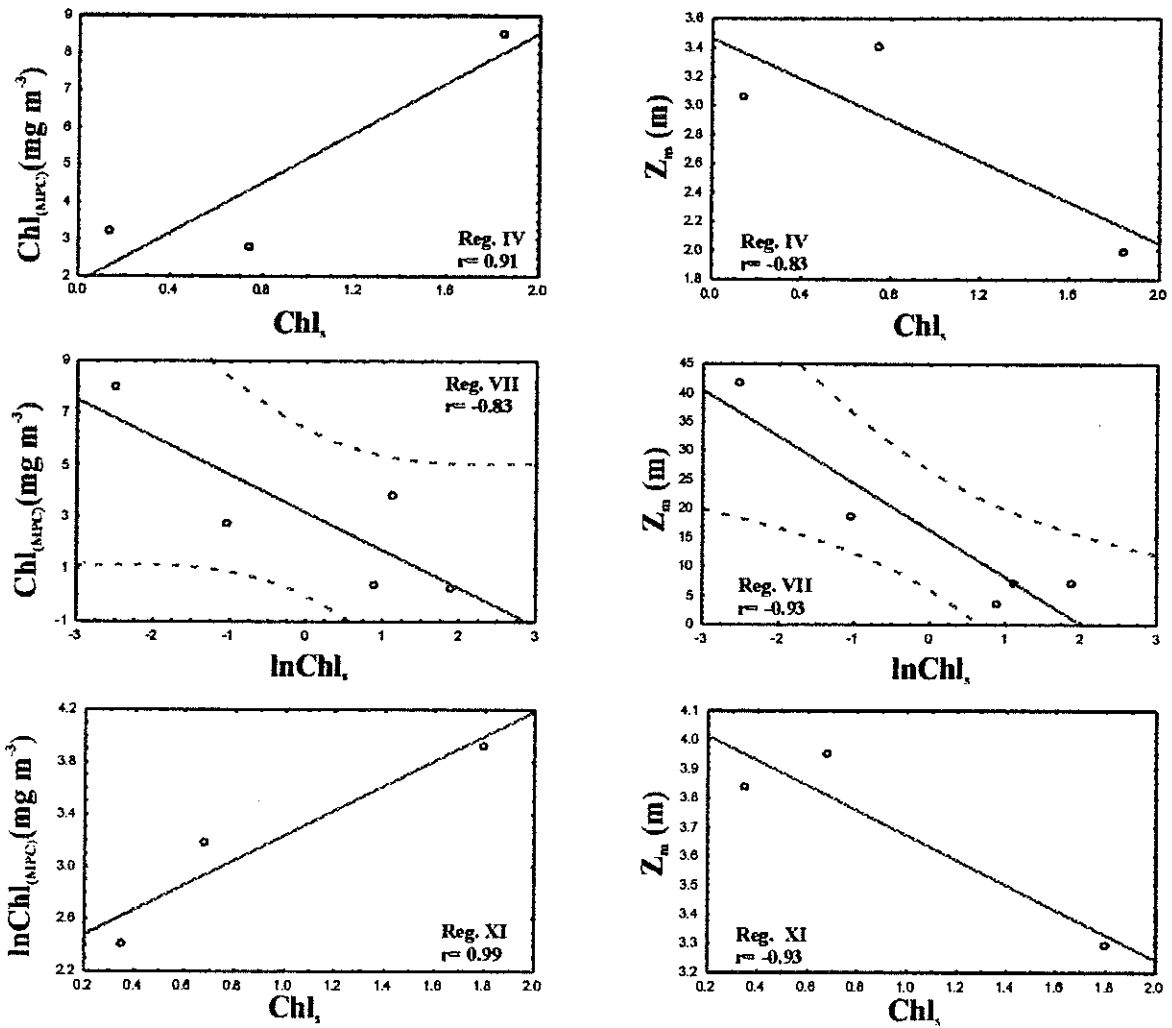 9
8
7
6
5
4
3
2
Chl(MPC)(mg m-3)
Reg. IV
r= 0.91
0.0 0.4 0.8 1.2 1.6 2.0
Chls
3.6
3.4
3.2
3.0
2.8
2.6
2.4
2.2
2.0
1.8
Zm (m)
Reg. IV
r= -0.83
0.0 0.4 0.8 1.2 1.6 2.0
Chls
9
7
5
3
1
-1
Chl(MPC)(mg m-3)
Reg. VII
r= -0.83
-3 -2 -1 0 1 2 3
lnChls
45
40
35
30
25
20
15
10
5
0
Zm (m)
Reg. VII
r= -0.93
-3 -2 -1 0 1 2 3
lnChls
4.2
3.8
3.4
3.0
2.6
2.2
lnChl(MPC)(mg m-3)
Reg. XI
r= 0.99
0.2 0.4 0.6 0.8 1.0 1.2 1.4 1.6 1.8 2.0
Chls
4.1
4.0
3.9
3.8
3.7
3.6
3.5
3.4
3.3
3.2
Zm (m)
Reg. XI
r= -0.93
0.2 0.4 0.6 0.8 1.0 1.2 1.4 1.6 1.8 2.0
Chls